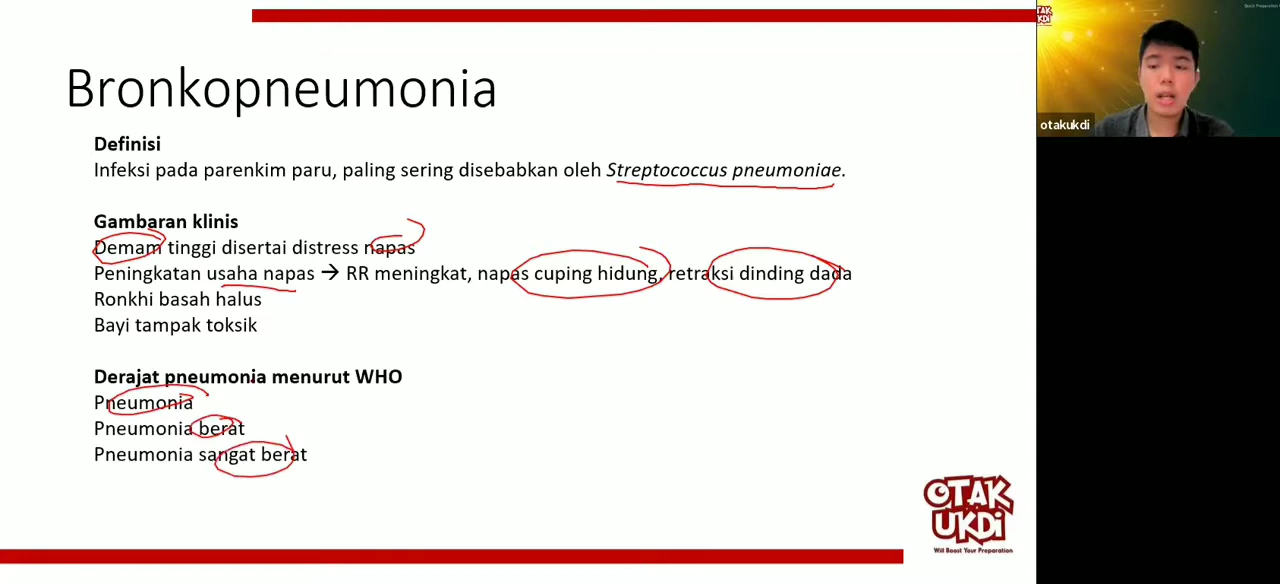 Bronkopneumonia
Definisi
Infeksi pada parenkim paru, paling sering disebabkan oleh Streptococcus pneumoniae.
Gambaran klinis
Demam tinggi disertai distress napas
Peningkatan usaha napas → RR meningkat, napas cuping hidung, retraksi dinding dada
Ronkhi basah halus
Bayi tampak toksik
Derajat pneumonia menurut WHO
Pneumonia
Pneumonia berat
Pneumonia sangat berat
OTAK
UKDI
Will Boost Your Preparation
OTAK
UKDI
otakukdi